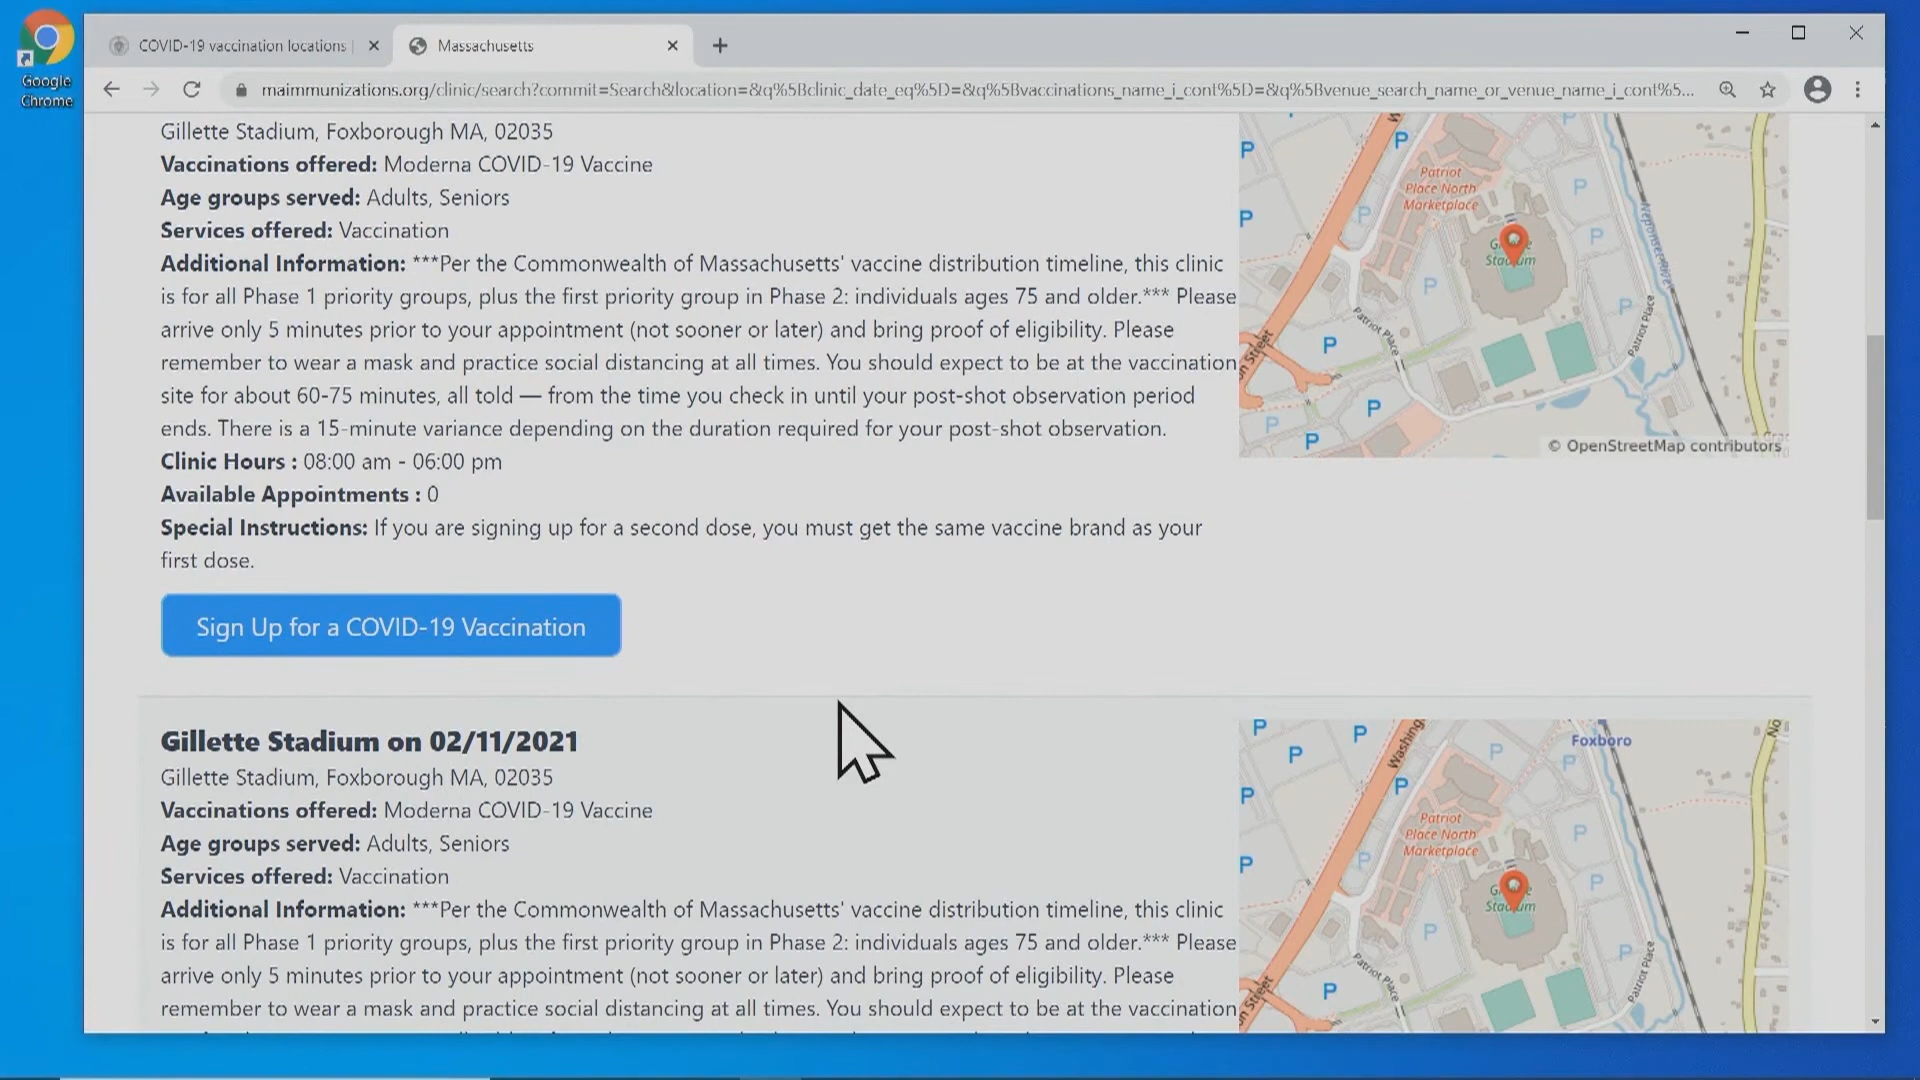 Google
Chrome
COVID-19 vaccination locations |
Massachusetts
maimmunizations.org/clinic/search?commit=Search&location=&q%5Bclinic_date_eq%5D=&q%5Bvaccinations_name_i_cont%5D=&q%5Bvenue_search_name_or_venue_name_i_cont%5...
Gillette Stadium, Foxborough MA, 02035
Vaccinations offered: Moderna COVID-19 Vaccine
Age groups served: Adults, Seniors
Services offered: Vaccination
Additional Information: ***Per the Commonwealth of Massachusetts' vaccine distribution timeline, this clinic
is for all Phase 1 priority groups, plus the first priority group in Phase 2: individuals ages 75 and older.*** Please
arrive only 5 minutes prior to your appointment (not sooner or later) and bring proof of eligibility. Please
remember to wear a mask and practice social distancing at all times. You should expect to be at the vaccination
site for about 60-75 minutes, all told — from the time you check in until your post-shot observation period
ends. There is a 15-minute variance depending on the duration required for your post-shot observation.
Clinic Hours : 08:00 am - 06:00 pm
Available Appointments : 0
Special Instructions: If you are signing up for a second dose, you must get the same vaccine brand as your
first dose.
Sign Up for a COVID-19 Vaccination
Patriot
Place North
Marketplace
Stadium
Patriot Place
Patriot Place
© OpenStreetMap contributors
Gillette Stadium on 02/11/2021
Gillette Stadium, Foxborough MA, 02035
Vaccinations offered: Moderna COVID-19 Vaccine
Age groups served: Adults, Seniors
Services offered: Vaccination
Additional Information: ***Per the Commonwealth of Massachusetts' vaccine distribution timeline, this clinic
is for all Phase 1 priority groups, plus the first priority group in Phase 2: individuals ages 75 and older.*** Please
arrive only 5 minutes prior to your appointment (not sooner or later) and bring proof of eligibility. Please
remember to wear a mask and practice social distancing at all times. You should expect to be at the vaccination
Foxboro
Patriot
Place North
Marketplace
Stadium
Patriot Place
Patriot Place